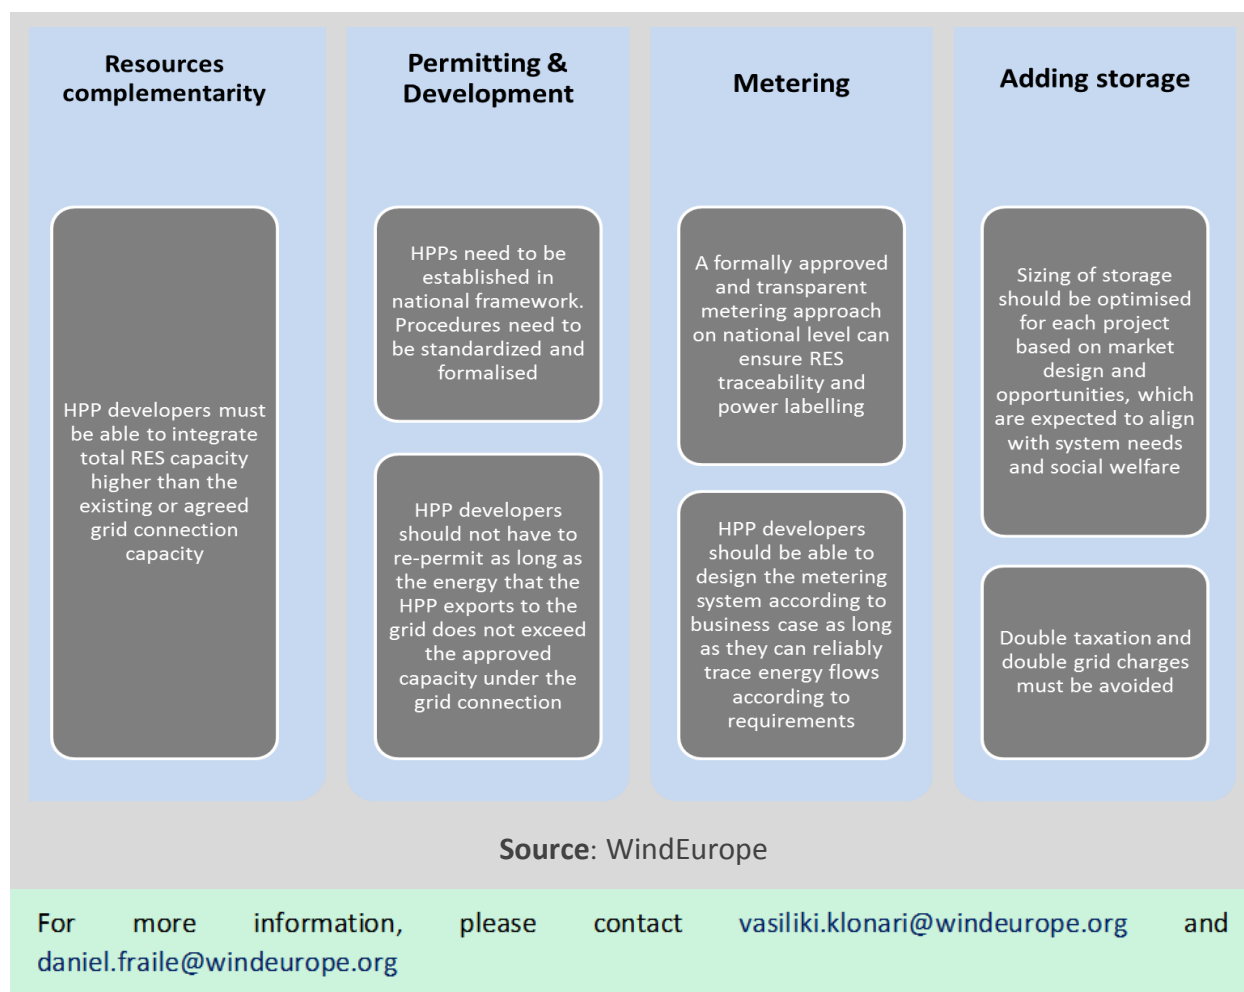 Resources
complementarity
HPP developers must
be able to integrate
total RES capacity
higher than the
existing or agreed
grid connection
capacity
Permitting &
Development
HPPs need to be
established in
national framework.
Procedures need to
be standardized and
formalised
HPP developers
should not have to
re-permit as long as
the energy that the
HPP exports to the
grid does not exceed
the approved
capacity under the
grid connection
Metering
A formally approved
and transparent
metering approach
on national level can
ensure RES
traceability and
power labelling
HPP developers
should be able to
design the metering
system according to
business case as long
as they can reliably
trace energy flows
according to
requirements
Adding storage
Sizing of storage
should be optimised
for each project
based on market
design and
opportunities, which
are expected to align
with system needs
and social welfare
Double taxation and
double grid charges
must be avoided
Source: WindEurope
For more information, please contact vasiliki.klonari@windeurope.org and
daniel.fraile@windeurope.org